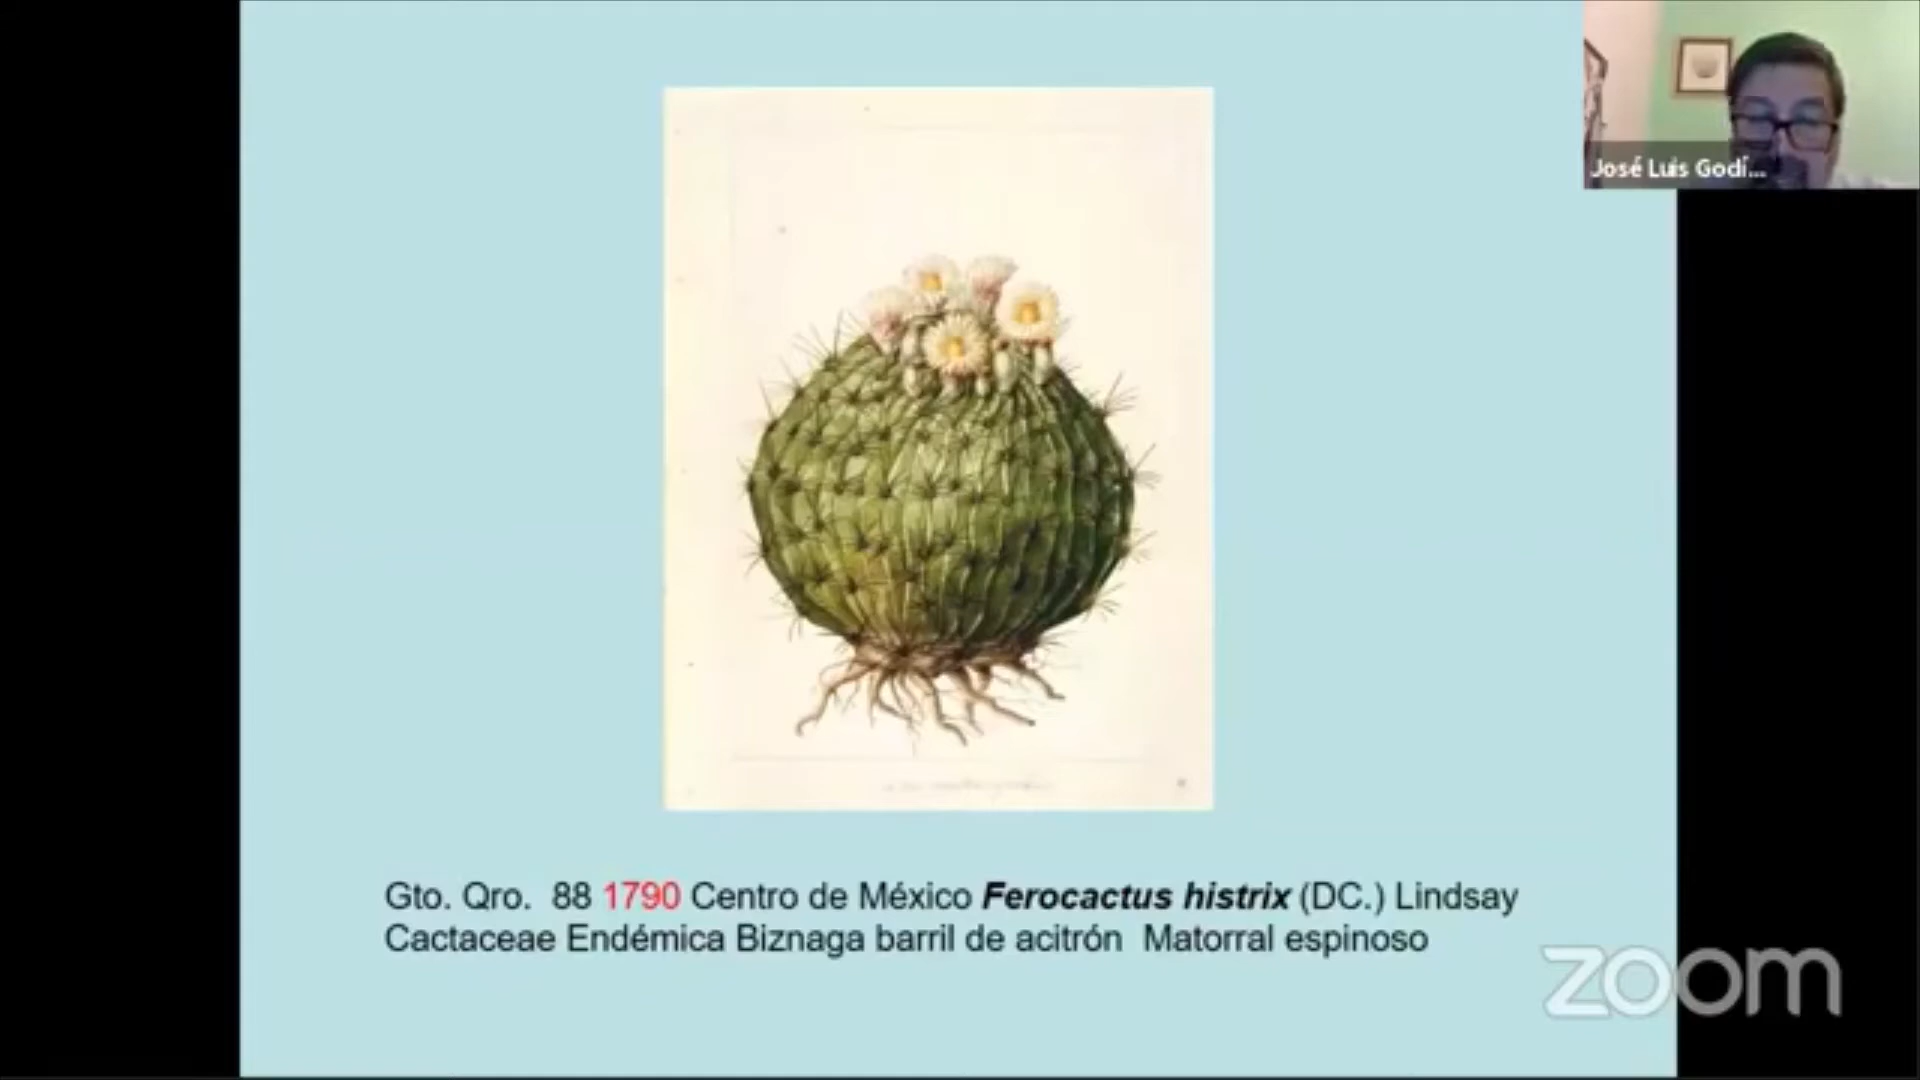 José Luis Godí...
Gto. Qro. 88 1790 Centro de México Ferocactus histrix (DC.) Lindsay
Cactaceae Endémica Biznaga barril de acitrón Matorral espinoso
zoom